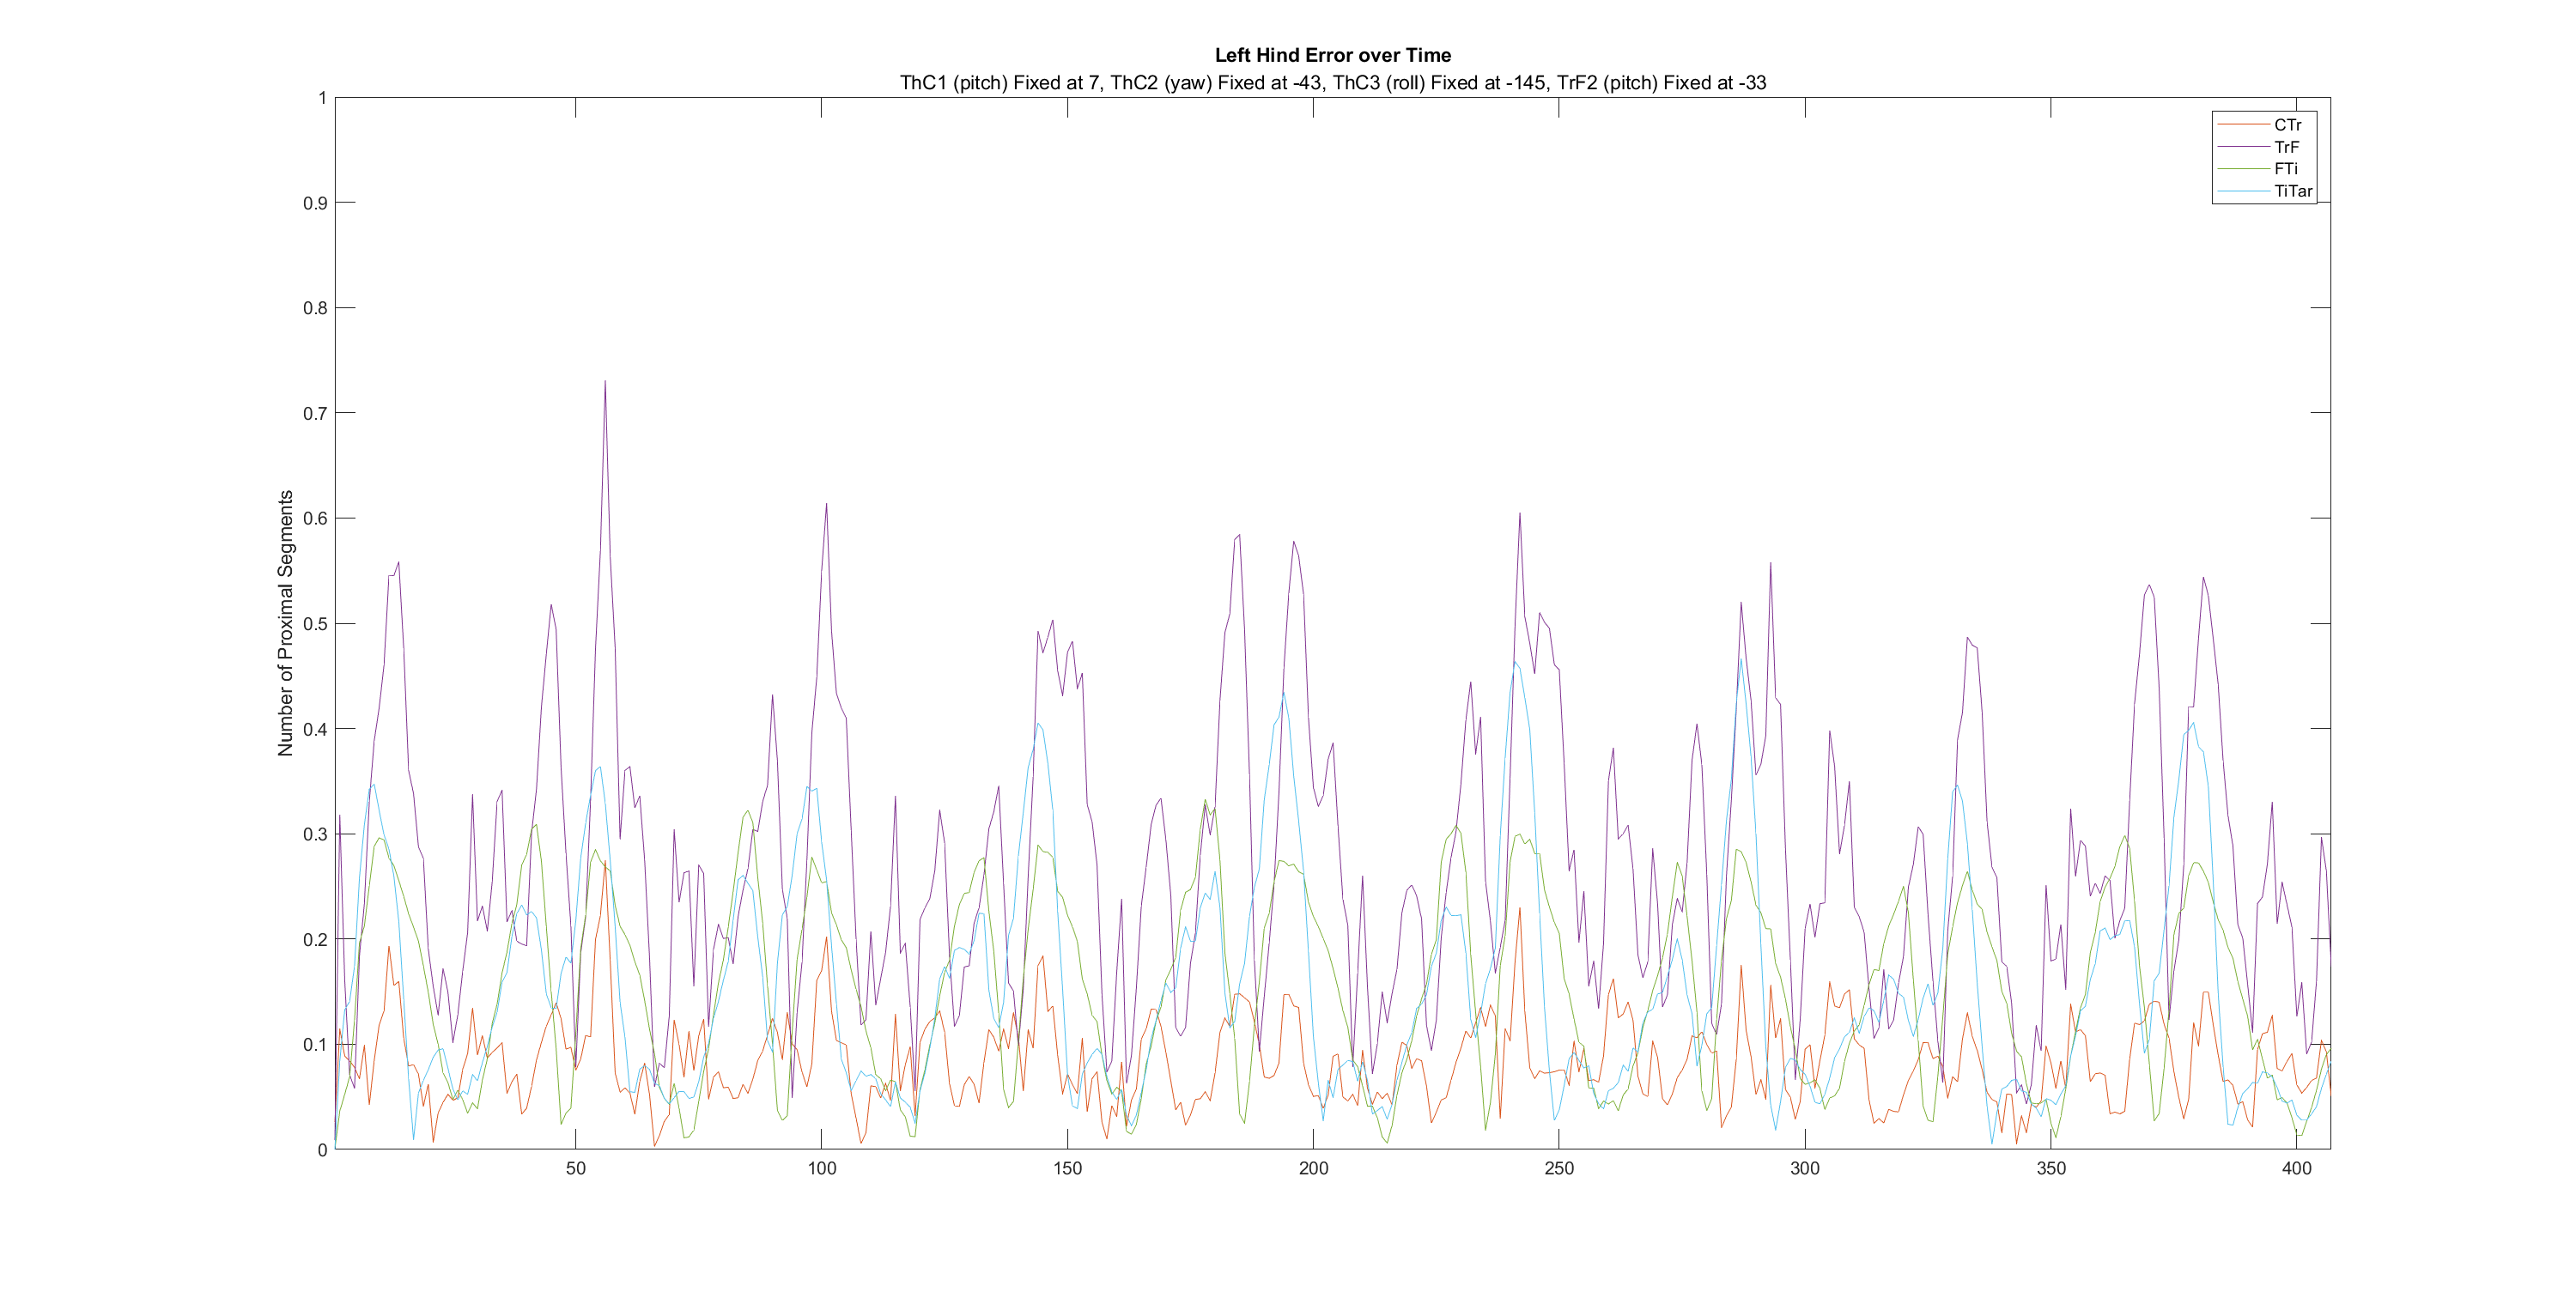 Left Hind Error over Time
ThC1 (pitch) Fixed at 7, ThC2 (yaw) Fixed at -43, ThC3 (roll) Fixed at -145, TrF2 (pitch) Fixed at -33
Number of Proximal Segments
1
0.9
0.8
0.7
0.6
0.5
0.4
0.3
0.2
0.1
0
50
100
150
200
250
300
350
400
CTr
TrF
FTi
TiTar